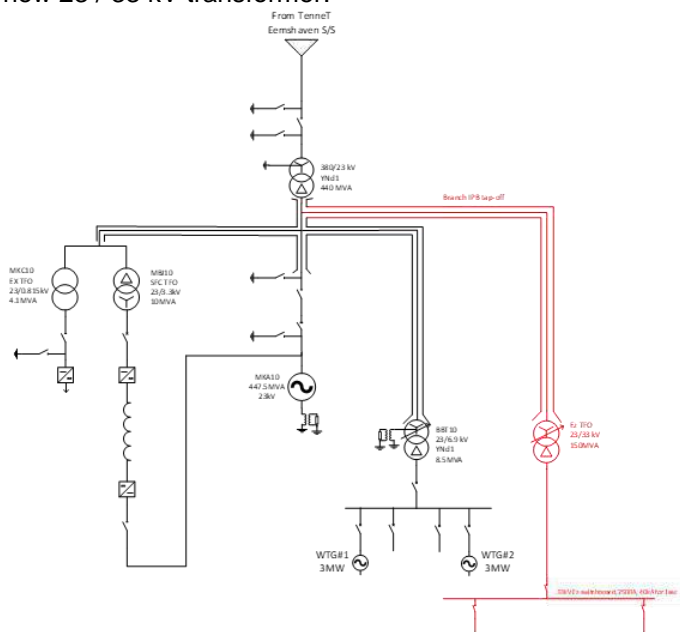 new 23 / 33 kV transformer.
From TenneT
Eemshaven S/S
380/23 kV
YNd1
440 MVA
Branch IPB tap-off
MKC10
EX TFO
23/0.815kV
4.1MVA
MBJ10
SFC TFO
23/3.3kV
10MVA
MKA10
447.5MVA
23kV
BBT10
23/6.9 kV
YNd1
8.5MVA
Ez TFO
23/33 kV
150MVA
WTG#1
3MW
WTG#2
3MW